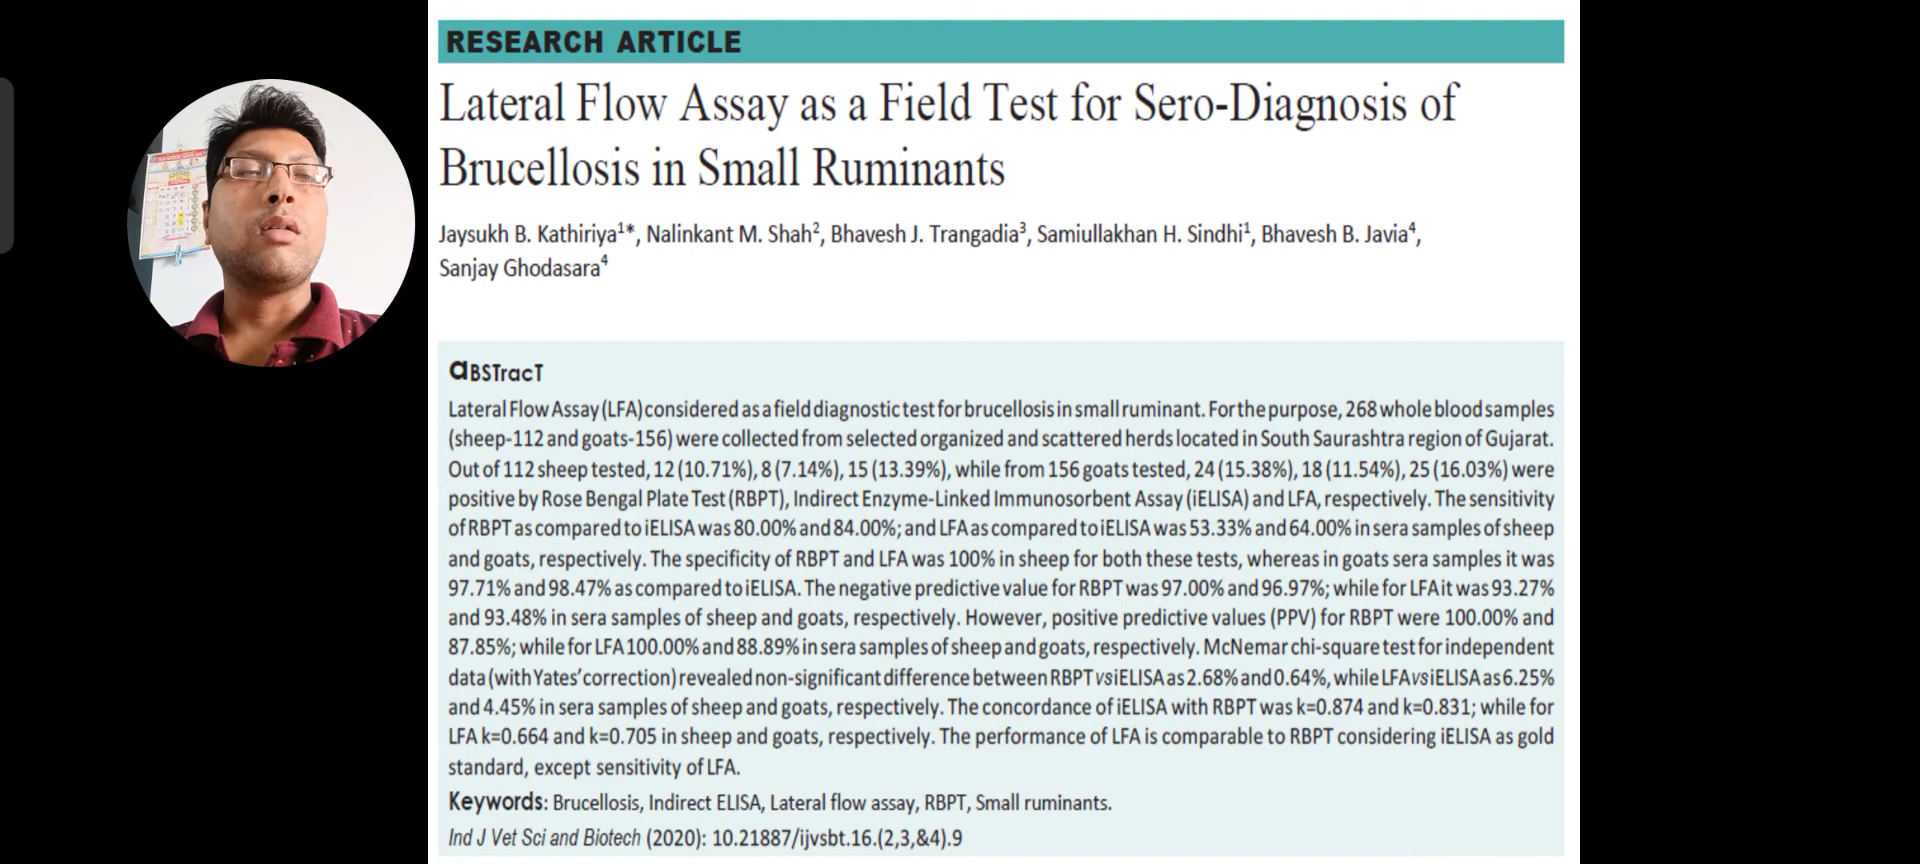 RESEARCH ARTICLE
Lateral Flow Assay as a Field Test for Sero-Diagnosis of
Brucellosis in Small Ruminants
Jaysukh B. Kathiriya¹*, Nalinkant M. Shah², Bhavesh J. Trangadia³, Samiullakhan H. Sindhi¹, Bhavesh B. Javia⁴,
Sanjay Ghodasara⁴
aBSTracT
Lateral Flow Assay (LFA) considered as a field diagnostic test for brucellosis in small ruminant. For the purpose, 268 whole blood samples
(sheep-112 and goats-156) were collected from selected organized and scattered herds located in South Saurashtra region of Gujarat.
Out of 112 sheep tested, 12 (10.71%), 8 (7.14%), 15 (13.39%), while from 156 goats tested, 24 (15.38%), 18 (11.54%), 25 (16.03%) were
positive by Rose Bengal Plate Test (RBPT), Indirect Enzyme-Linked Immunosorbent Assay (iELISA) and LFA, respectively. The sensitivity
of RBPT as compared to iELISA was 80.00% and 84.00%; and LFA as compared to iELISA was 53.33% and 64.00% in sera samples of sheep
and goats, respectively. The specificity of RBPT and LFA was 100% in sheep for both these tests, whereas in goats sera samples it was
97.71% and 98.47% as compared to iELISA. The negative predictive value for RBPT was 97.00% and 96.97%; while for LFA it was 93.27%
and 93.48% in sera samples of sheep and goats, respectively. However, positive predictive values (PPV) for RBPT were 100.00% and
87.85%; while for LFA 100.00% and 88.89% in sera samples of sheep and goats, respectively. McNemar chi-square test for independent
data (with Yates' correction) revealed non-significant difference between RBPT vs iELISA as 2.68% and 0.64%, while LFA vs iELISA as 6.25%
and 4.45% in sera samples of sheep and goats, respectively. The concordance of iELISA with RBPT was k=0.874 and k=0.831; while for
LFA k=0.664 and k=0.705 in sheep and goats, respectively. The performance of LFA is comparable to RBPT considering iELISA as gold
standard, except sensitivity of LFA.
Keywords: Brucellosis, Indirect ELISA, Lateral flow assay, RBPT, Small ruminants.
Ind J Vet Sci and Biotech (2020): 10.21887/ijvsbt.16.(2,3,&4).9